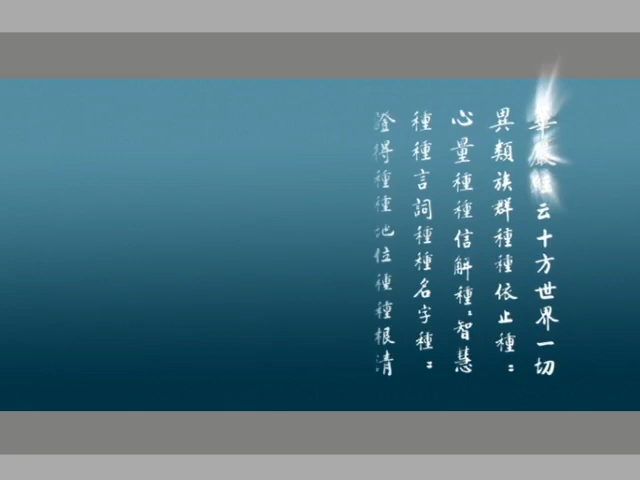 華嚴經云十方世界一切
異類族群種種依止種〻
心量種種信解種〻智慧
種種言詞種種名字種〻
證得種種地位種種根清